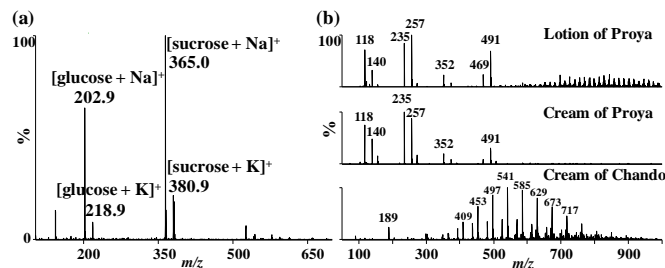 (a)
100
[sucrose + Na]⁺
365.0
[glucose + Na]⁺
202.9
%
[sucrose + K]⁺
380.9
[glucose + K]⁺
218.9
0
200 350 500 650
m/z
(b)
100
257
235
491
118
140
352
469
Lotion of Proya
235
257
118
140
352
491
Cream of Proya
%
541
497
585
453
629
409
673
717
189
Cream of Chando
0
100 300 500 700 900
m/z